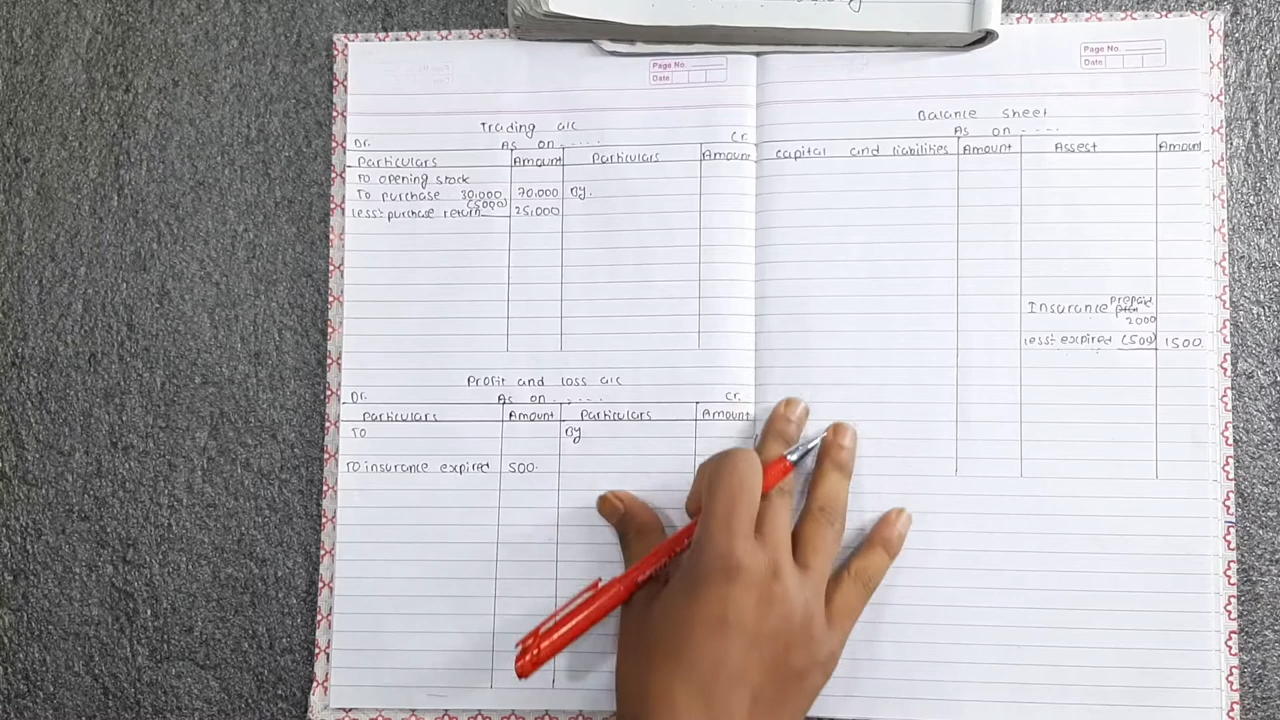 Page No.
Date
Trading a/c
Dr. As on ..... Cr.
Particulars Amount Particulars Amount
To opening stock
To purchase 30,000 70,000 By.
(5000)
Less:- purchase return 25,000
Profit and loss a/c
Dr. As on ..... Cr.
Particulars Amount Particulars Amount
To By
To insurance expired 500.
Page No.
Date
Balance sheet
As on ----
capital and liabilities Amount Assest Amount
Insurance prepaid
2000
less:- expired (500) 1500